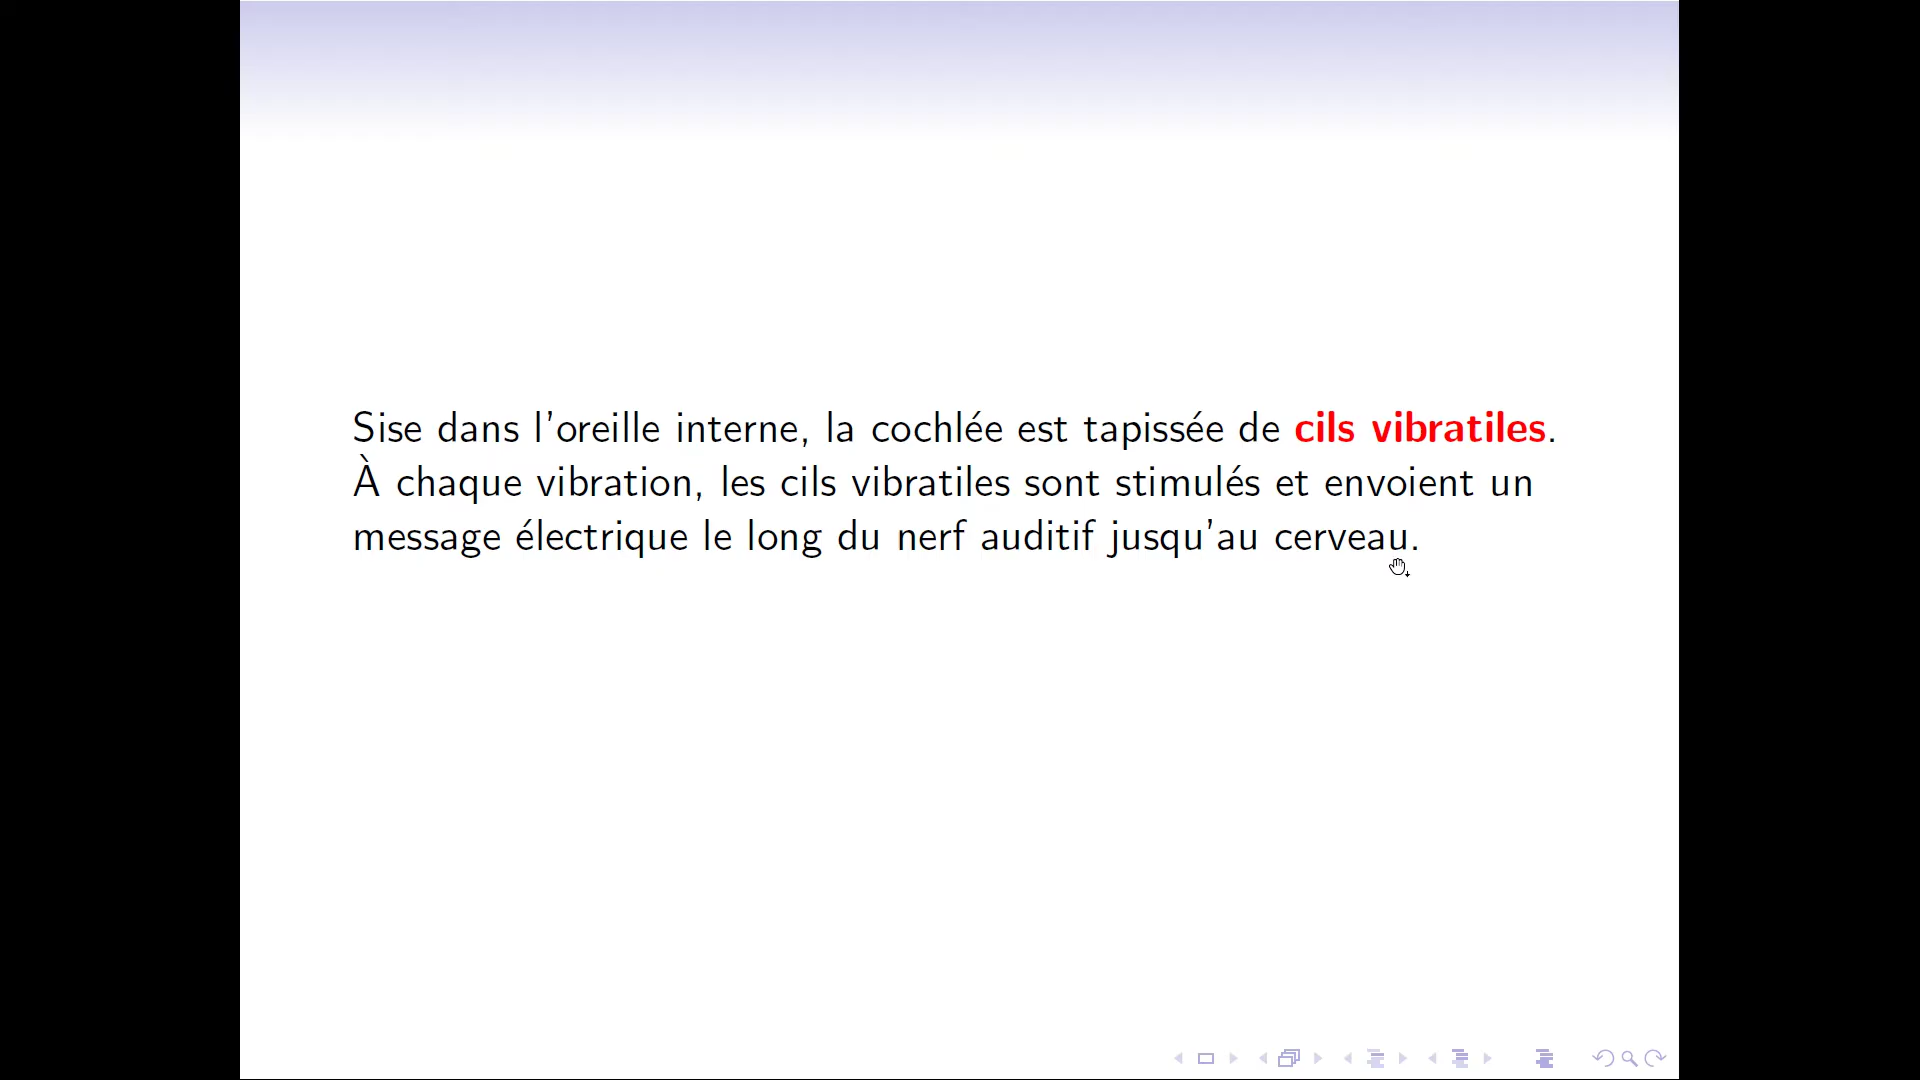 Sise dans l'oreille interne, la cochlée est tapissée de cils vibratiles.
À chaque vibration, les cils vibratiles sont stimulés et envoient un
message électrique le long du nerf auditif jusqu'au cerveau.